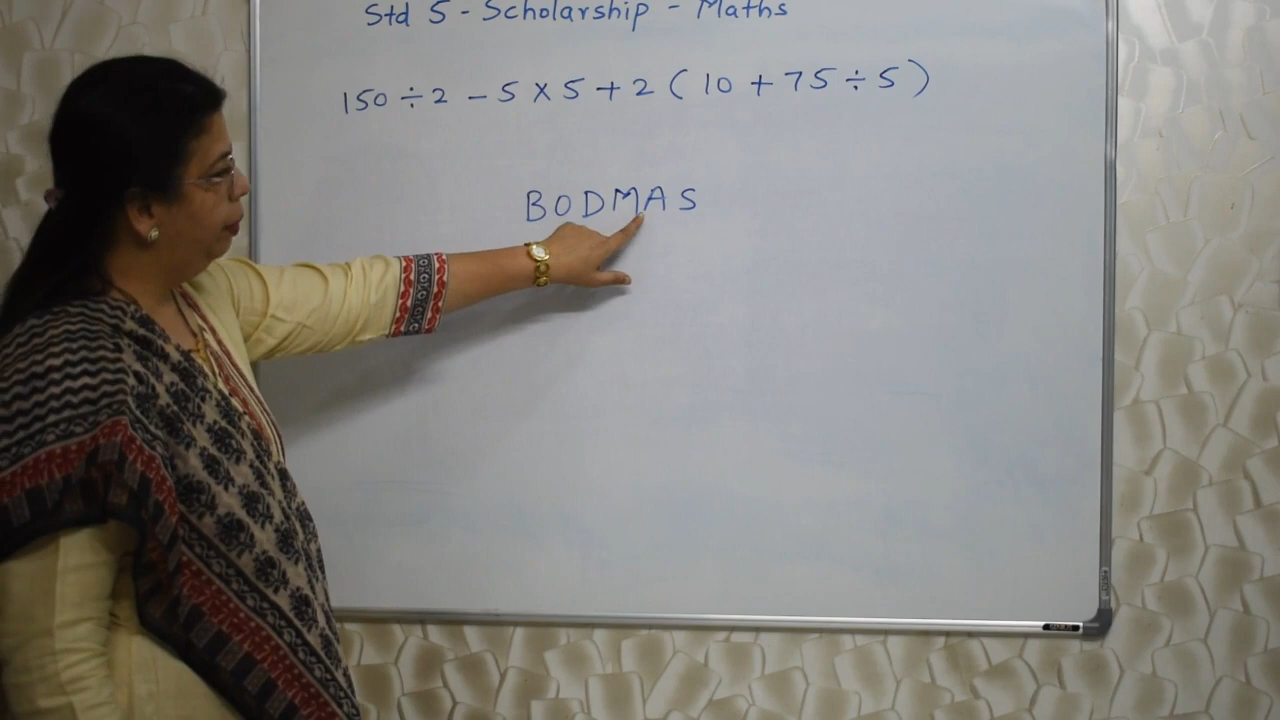 Std 5 - Scholarship - Maths
150 ÷ 2 - 5 × 5 + 2 ( 10 + 75 ÷ 5 )
BODMAS